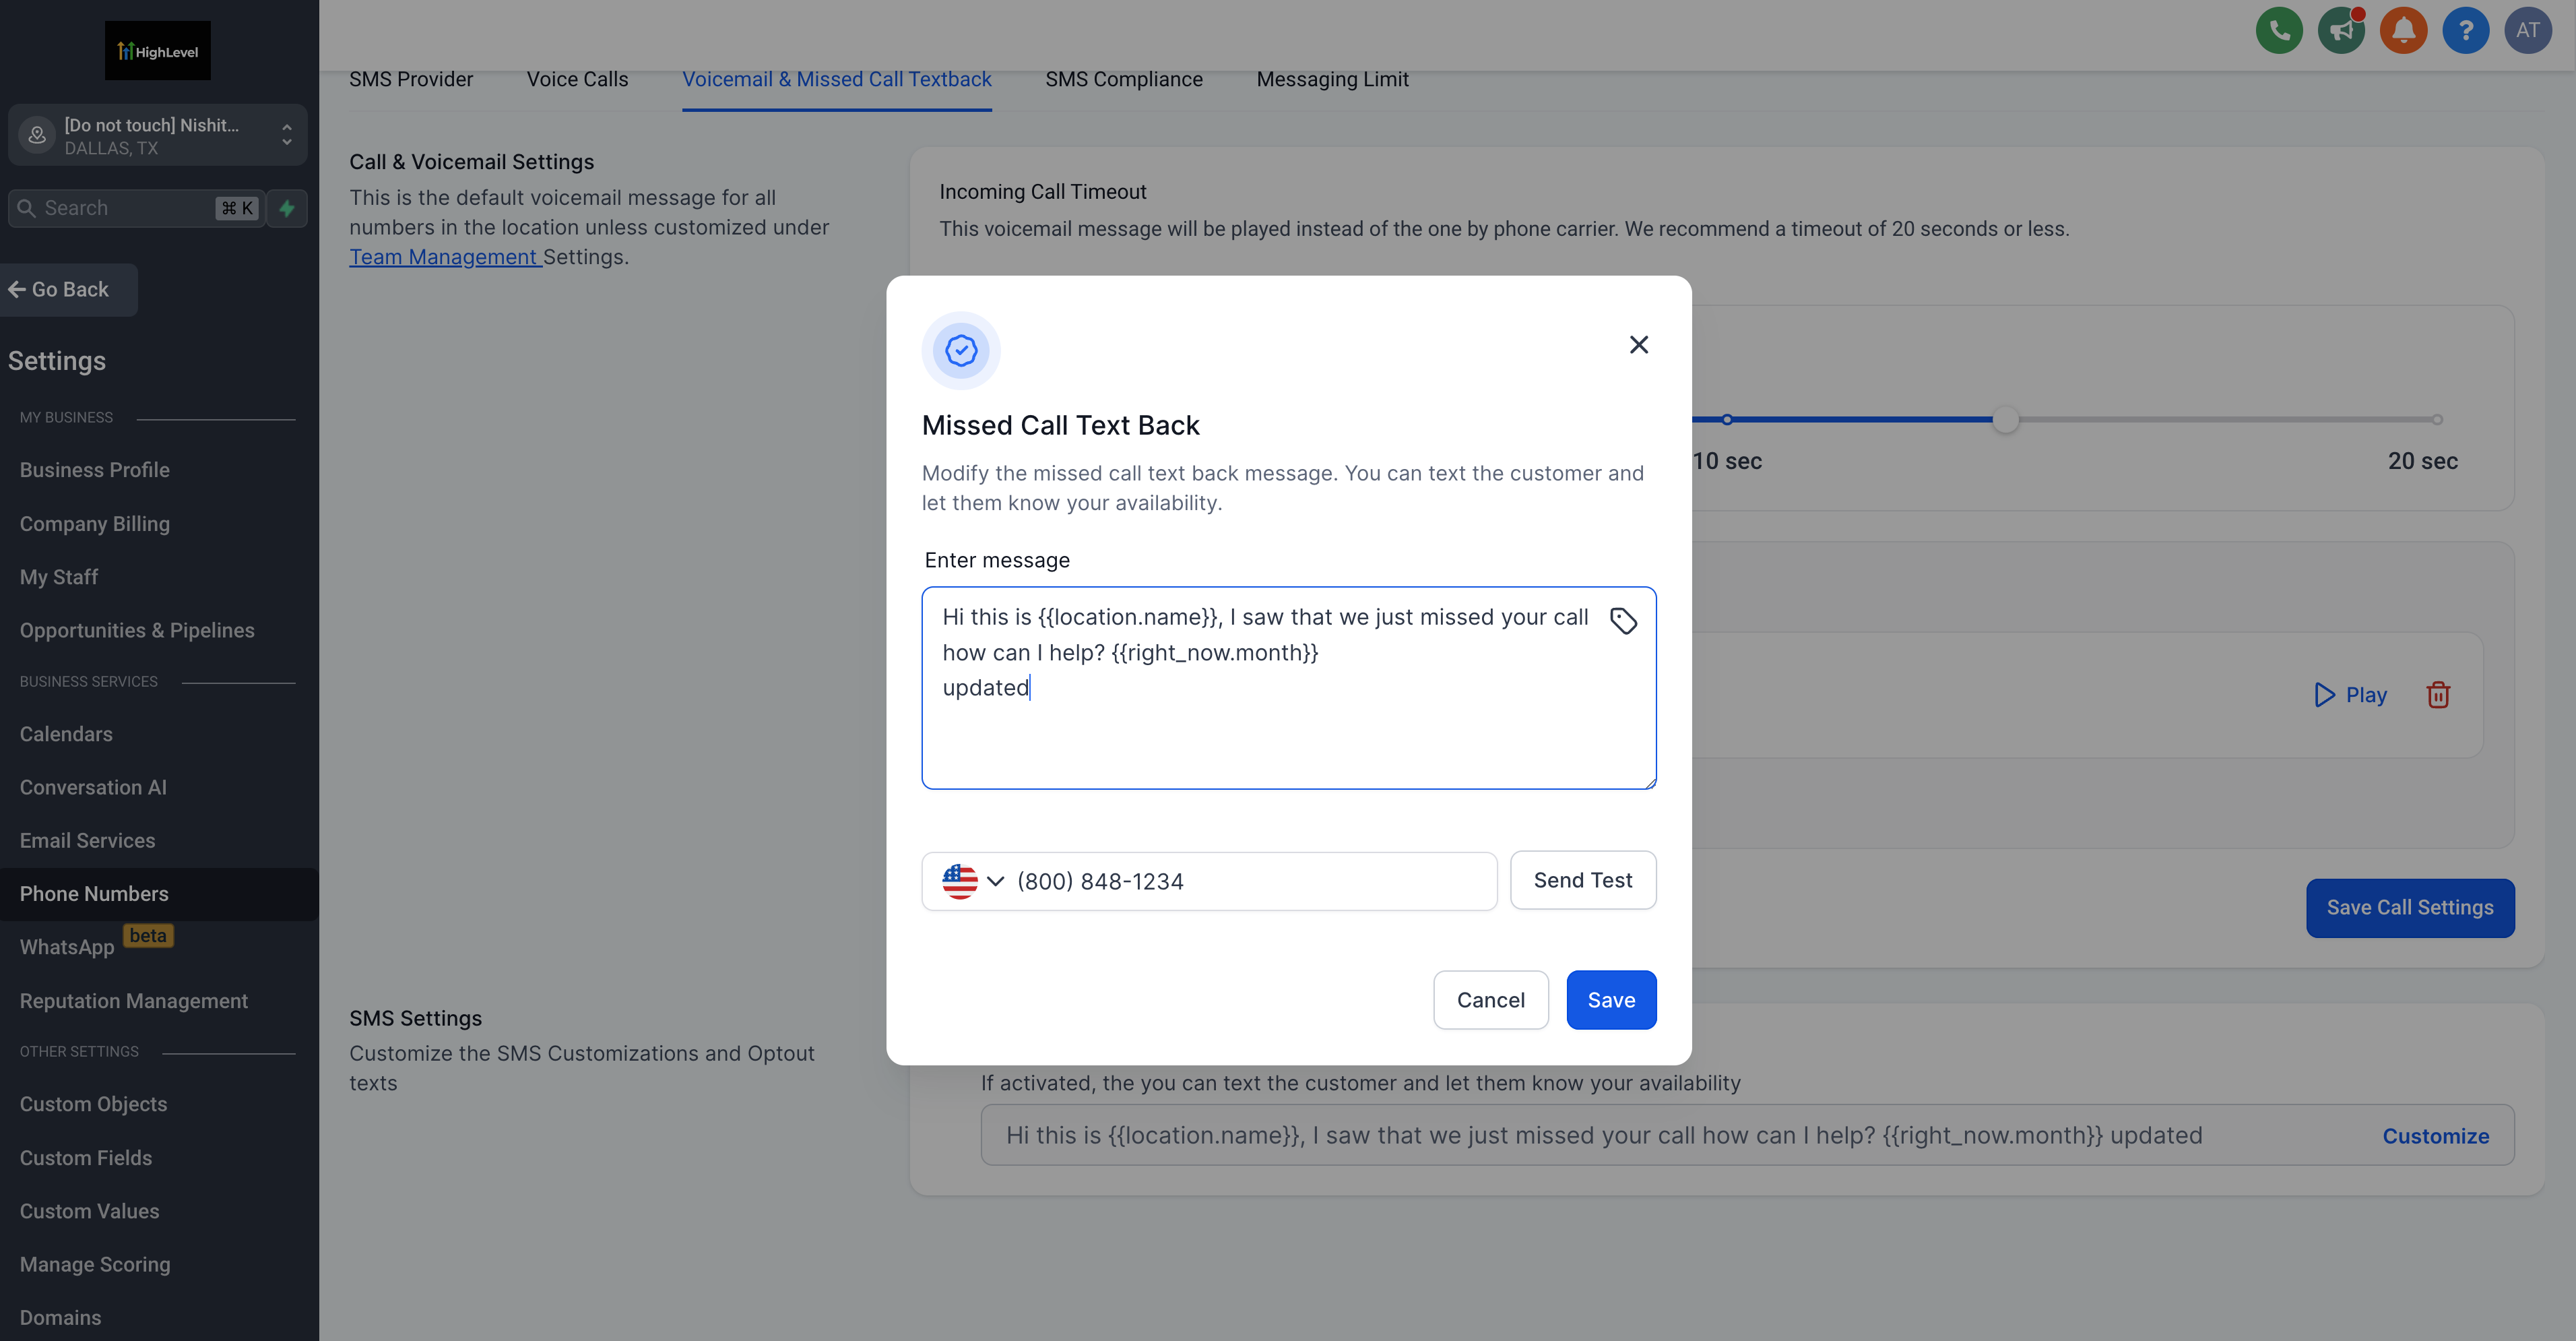 HighLevel
[Do not touch] Nishit...
DALLAS, TX
Search
⌘ K
Go Back
Settings
MY BUSINESS
Business Profile
Company Billing
My Staff
Opportunities & Pipelines
BUSINESS SERVICES
Calendars
Conversation AI
Email Services
Phone Numbers
WhatsApp beta
Reputation Management
OTHER SETTINGS
Custom Objects
Custom Fields
Custom Values
Manage Scoring
Domains
?
AT
SMS Provider
Voice Calls
Voicemail & Missed Call Textback
SMS Compliance
Messaging Limit
Call & Voicemail Settings
This is the default voicemail message for all
numbers in the location unless customized under
Team Management Settings.
Incoming Call Timeout
This voicemail message will be played instead of the one by phone carrier. We recommend a timeout of 20 seconds or less.
10 sec
20 sec
Play
Save Call Settings
Missed Call Text Back
Modify the missed call text back message. You can text the customer and
let them know your availability.
Enter message
Hi this is {{location.name}}, I saw that we just missed your call
how can I help? {{right_now.month}}
updated
(800) 848-1234
Send Test
Cancel
Save
SMS Settings
Customize the SMS Customizations and Optout
texts
If activated, the you can text the customer and let them know your availability
Hi this is {{location.name}}, I saw that we just missed your call how can I help? {{right_now.month}} updated
Customize